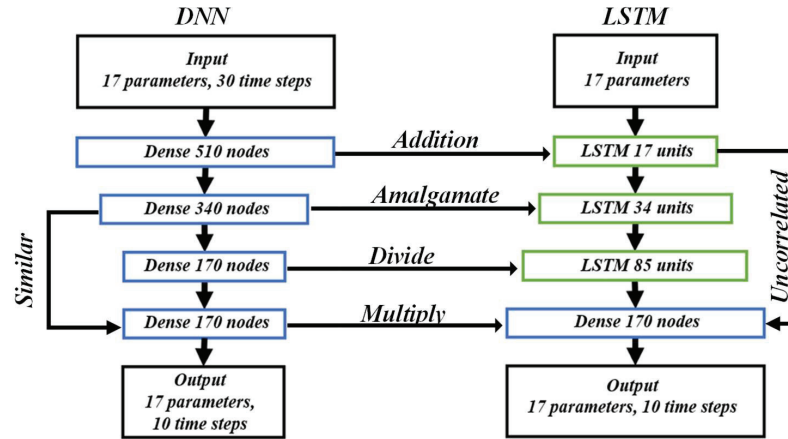 DNN
LSTM
Input
17 parameters, 30 time steps
Input
17 parameters
Dense 510 nodes
Addition
LSTM 17 units
Dense 340 nodes
Amalgamate
LSTM 34 units
Similar
Uncorrelated
Dense 170 nodes
Divide
LSTM 85 units
Dense 170 nodes
Multiply
Dense 170 nodes
Output
17 parameters,
10 time steps
Output
17 parameters, 10 time steps